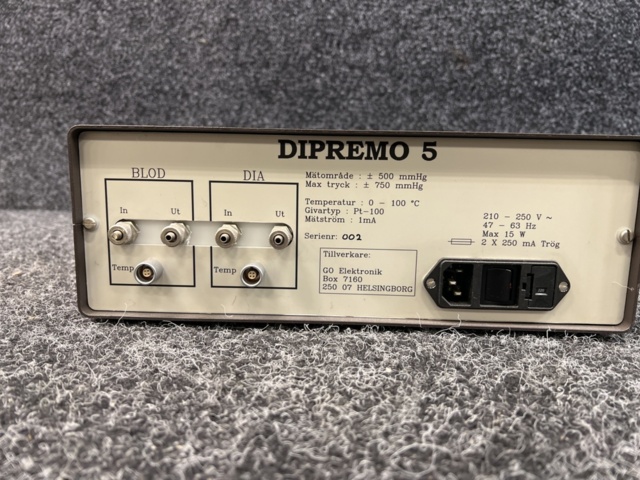 DIPREMO 5
BLOD
DIA
In
Ut
In
Ut
Temp
Temp
Mätområde : ± 500 mmHg
Max tryck : ± 750 mmHg
Temperatur : 0 - 100 °C
Givartyp : Pt-100
Mätström : 1mA
Serienr: 002
Tillverkare:
GO Elektronik
Box 7160
250 07 HELSINGBORG
210 - 250 V ~
47 - 63 Hz
Max 15 W
2 X 250 mA Trög